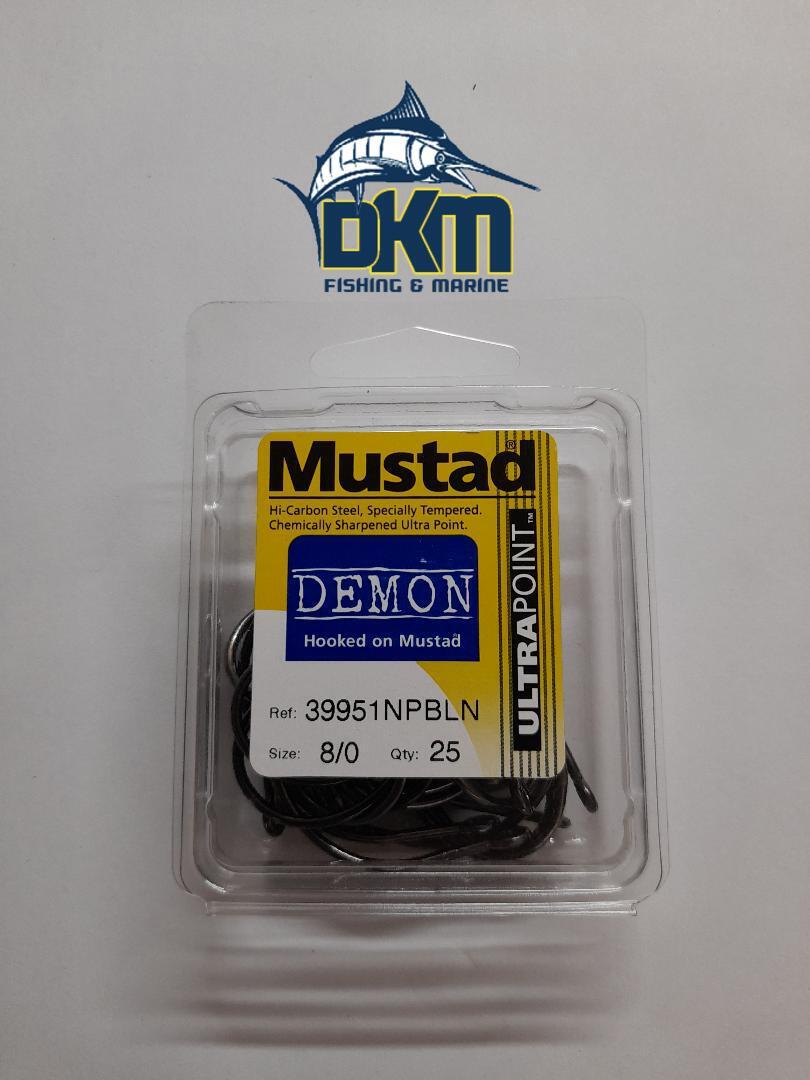 DKM
FISHING & MARINE
Mustad®
Hi-Carbon Steel, Specially Tempered.
Chemically Sharpened Ultra Point.
DEMON
Hooked on Mustad
ULTRAPOINT™
Ref: 39951NPBLN
Size: 8/0 Qty: 25